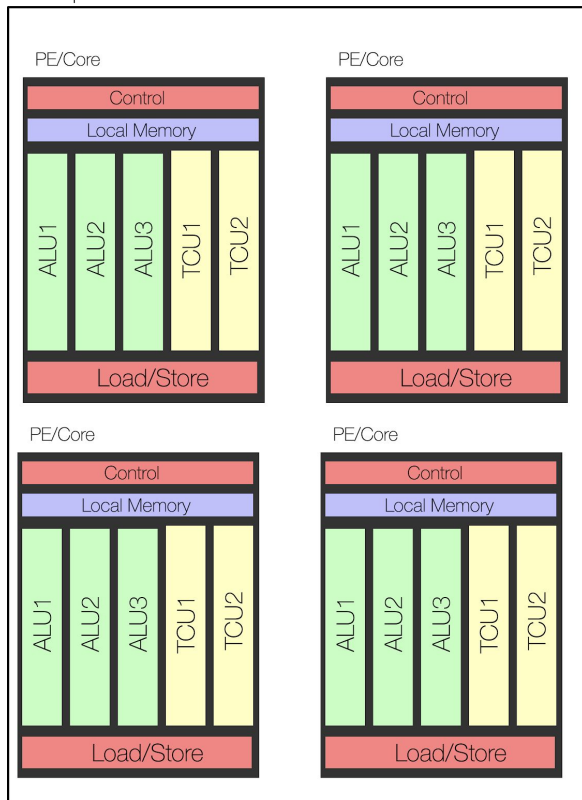 PE/Core PE/Core
Control Control
Local Memory Local Memory
ALU1 ALU2 ALU3 TCU1 TCU2 ALU1 ALU2 ALU3 TCU1 TCU2
Load/Store Load/Store
PE/Core PE/Core
Control Control
Local Memory Local Memory
ALU1 ALU2 ALU3 TCU1 TCU2 ALU1 ALU2 ALU3 TCU1 TCU2
Load/Store Load/Store